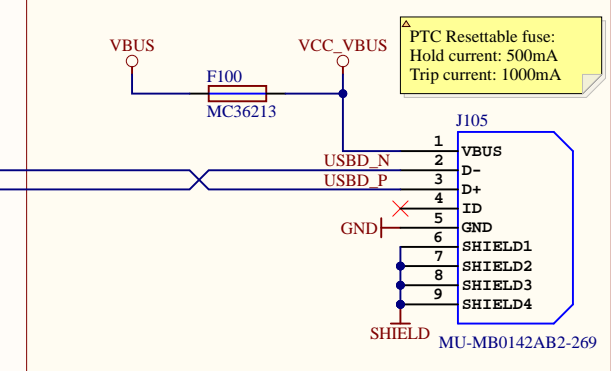 VBUS
VCC_VBUS
PTC Resettable fuse:
Hold current: 500mA
Trip current: 1000mA
F100
MC36213
J105
1 VBUS
USBD_N 2 D-
USBD_P 3 D+
4 ID
GND 5 GND
6 SHIELD1
7 SHIELD2
8 SHIELD3
9 SHIELD4
SHIELD
MU-MB0142AB2-269